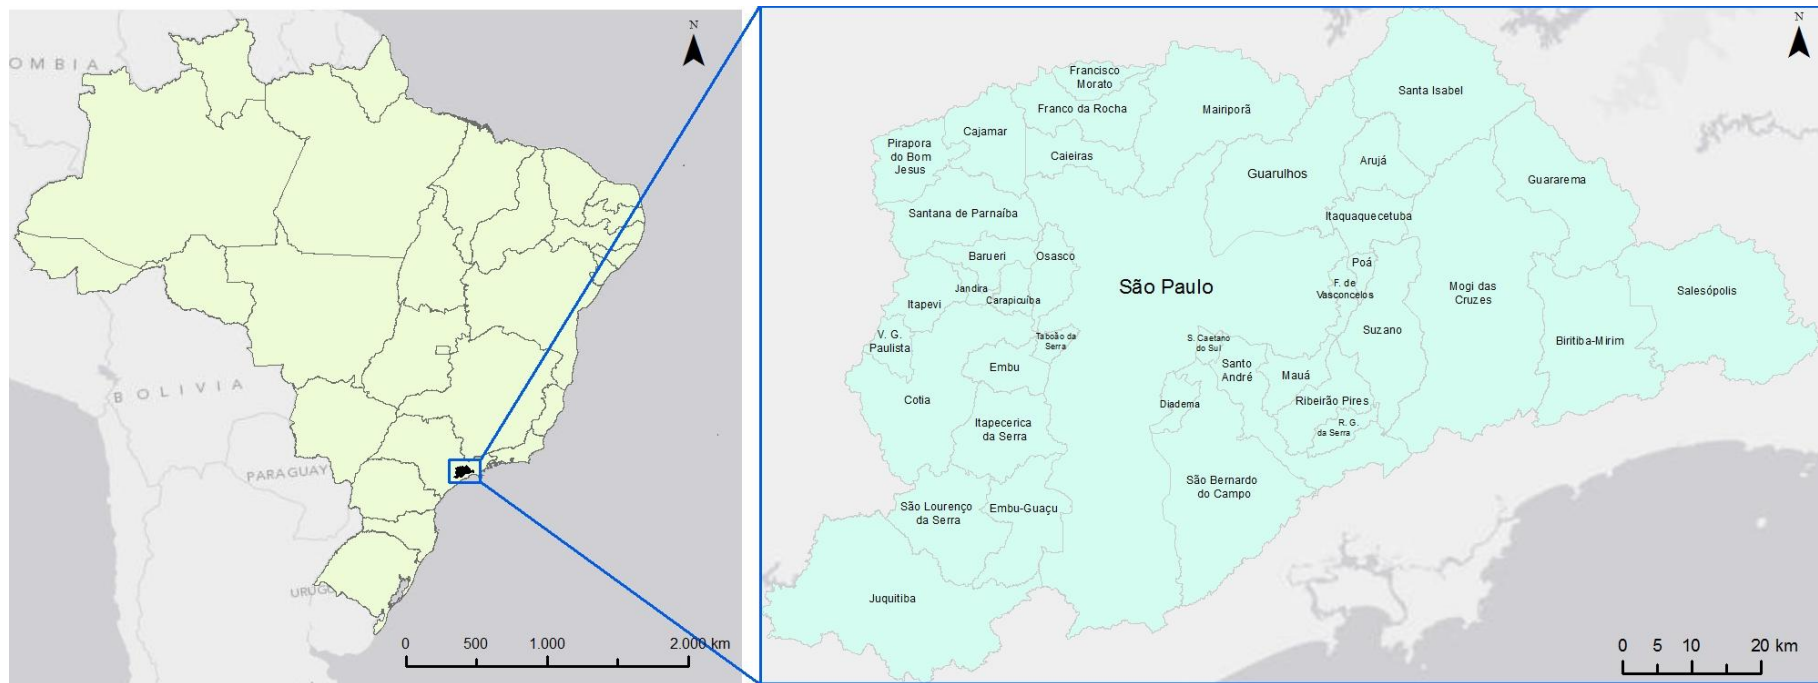 N
OMBIA
BOLIVIA
PARAGUAY
URUGU
0 500 1.000 2.000 km
N
Francisco
Morato
Santa Isabel
Franco da Rocha
Mairiporã
Cajamar
Pirapora
do Bom
Jesus
Caieiras
Arujá
Guarulhos
Guararema
Santana de Parnaíba
Itaquaquecetuba
Barueri
Osasco
Poá
Jandira
Carapicuíba
Itapevi
São Paulo
F. de
Vasconcelos
Mogi das
Cruzes
Salesópolis
V. G.
Paulista
Taboão da
Serra
S. Caetano
do Sul
Suzano
Biritiba-Mirim
Embu
Santo
André
Mauá
Cotia
Diadema
Ribeirão Pires
Itapecerica
da Serra
R. G.
da Serra
São Bernardo
do Campo
São Lourenço
da Serra
Embu-Guaçu
Juquitiba
0 5 10 20 km